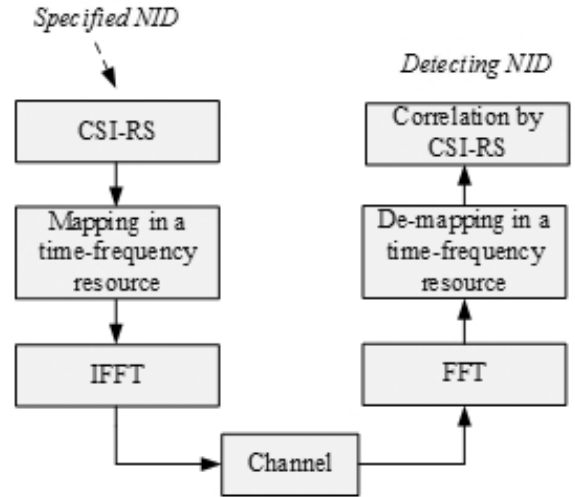 Specified NID
CSI-RS
Mapping in a
time-frequency
resource
IFFT
Channel
FFT
De-mapping in a
time-frequency
resource
Correlation by
CSI-RS
Detecting NID